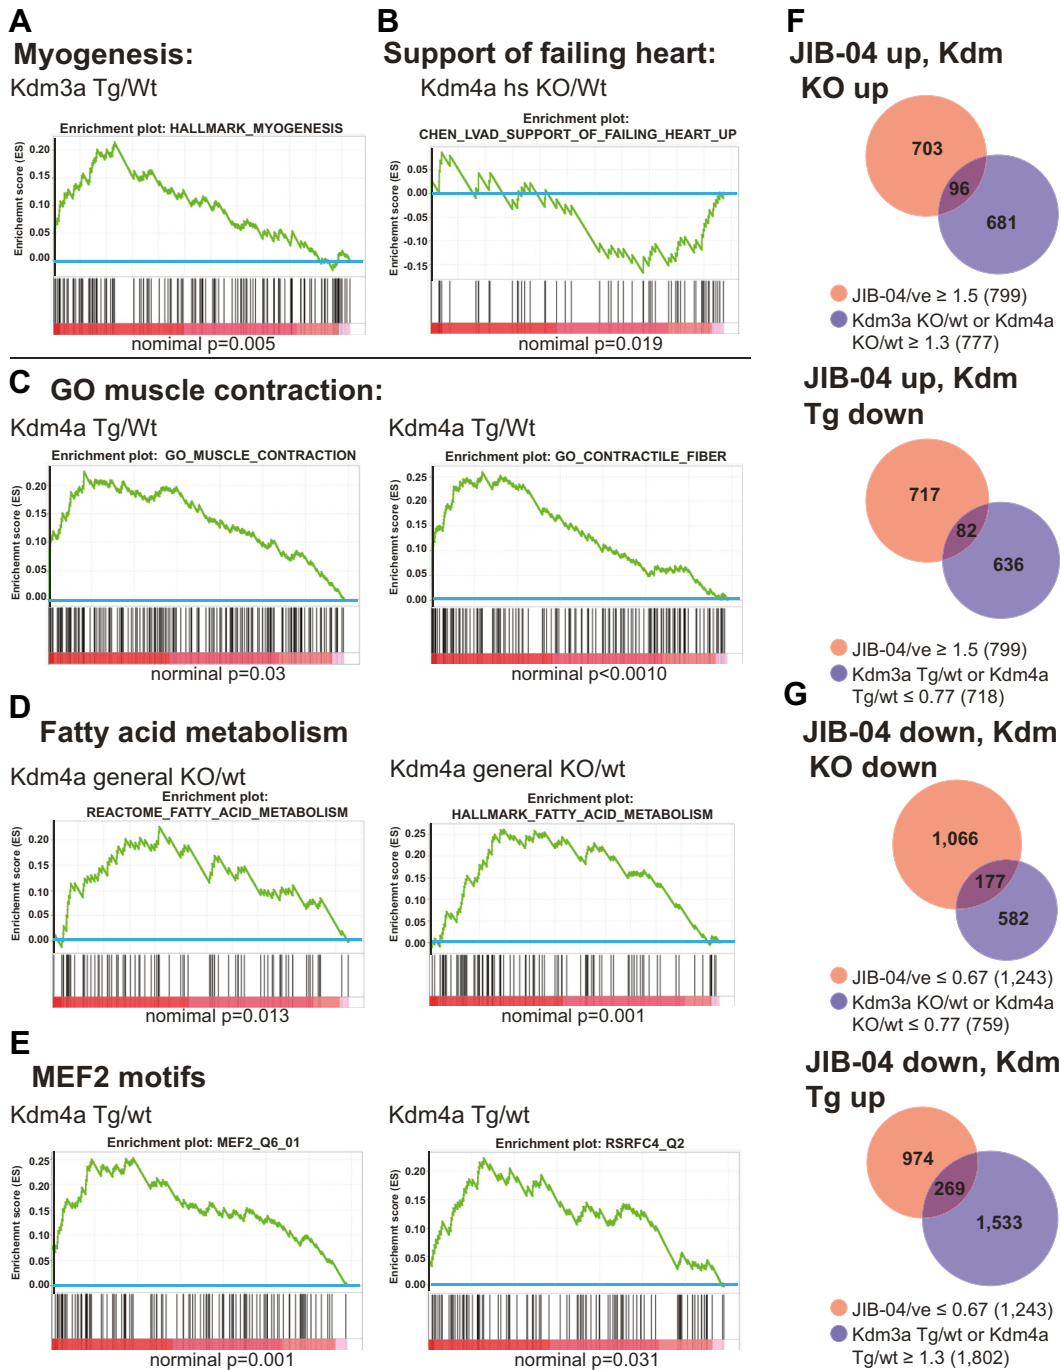 A
Myogenesis:
Kdm3a Tg/Wt
Enrichment plot: HALLMARK_MYOGENESIS
Enrichemnt score (ES)
0.20
0.15
0.10
0.05
0.00
nomimal p=0.005
B
Support of failing heart:
Kdm4a hs KO/Wt
Enrichment plot:
CHEN_LVAD_SUPPORT_OF_FAILING_HEART_UP
Enrichemnt score (ES)
0.05
0.00
-0.05
-0.10
-0.15
nomimal p=0.019
C
GO muscle contraction:
Kdm4a Tg/Wt
Enrichment plot: GO_MUSCLE_CONTRACTION
Enrichemnt score (ES)
0.20
0.15
0.10
0.05
0.00
norminal p=0.03
Kdm4a Tg/Wt
Enrichment plot: GO_CONTRACTILE_FIBER
Enrichemnt score (ES)
0.25
0.20
0.15
0.10
0.05
0.00
norminal p<0.0010
D
Fatty acid metabolism
Kdm4a general KO/wt
Enrichment plot:
REACTOME_FATTY_ACID_METABOLISM
Enrichemnt score (ES)
0.20
0.15
0.10
0.05
0.00
nomimal p=0.013
Kdm4a general KO/wt
Enrichment plot:
HALLMARK_FATTY_ACID_METABOLISM
Enrichemnt score (ES)
0.25
0.20
0.15
0.10
0.05
0.00
nomimal p=0.001
E
MEF2 motifs
Kdm4a Tg/wt
Enrichment plot: MEF2_Q6_01
Enrichemnt score (ES)
0.25
0.20
0.15
0.10
0.05
0.00
norminal p=0.001
Kdm4a Tg/wt
Enrichment plot: RSRFC4_Q2
Enrichemnt score (ES)
0.20
0.15
0.10
0.05
0.00
nomimal p=0.031
F
JIB-04 up, Kdm
KO up
703
96
681
JIB-04/ve ≥ 1.5 (799)
Kdm3a KO/wt or Kdm4a
KO/wt ≥ 1.3 (777)
JIB-04 up, Kdm
Tg down
717
82
636
JIB-04/ve ≥ 1.5 (799)
Kdm3a Tg/wt or Kdm4a
Tg/wt ≤ 0.77 (718)
G
JIB-04 down, Kdm
KO down
1,066
177
582
JIB-04/ve ≤ 0.67 (1,243)
Kdm3a KO/wt or Kdm4a
KO/wt ≤ 0.77 (759)
JIB-04 down, Kdm
Tg up
974
269
1,533
JIB-04/ve ≤ 0.67 (1,243)
Kdm3a Tg/wt or Kdm4a
Tg/wt ≥ 1.3 (1,802)